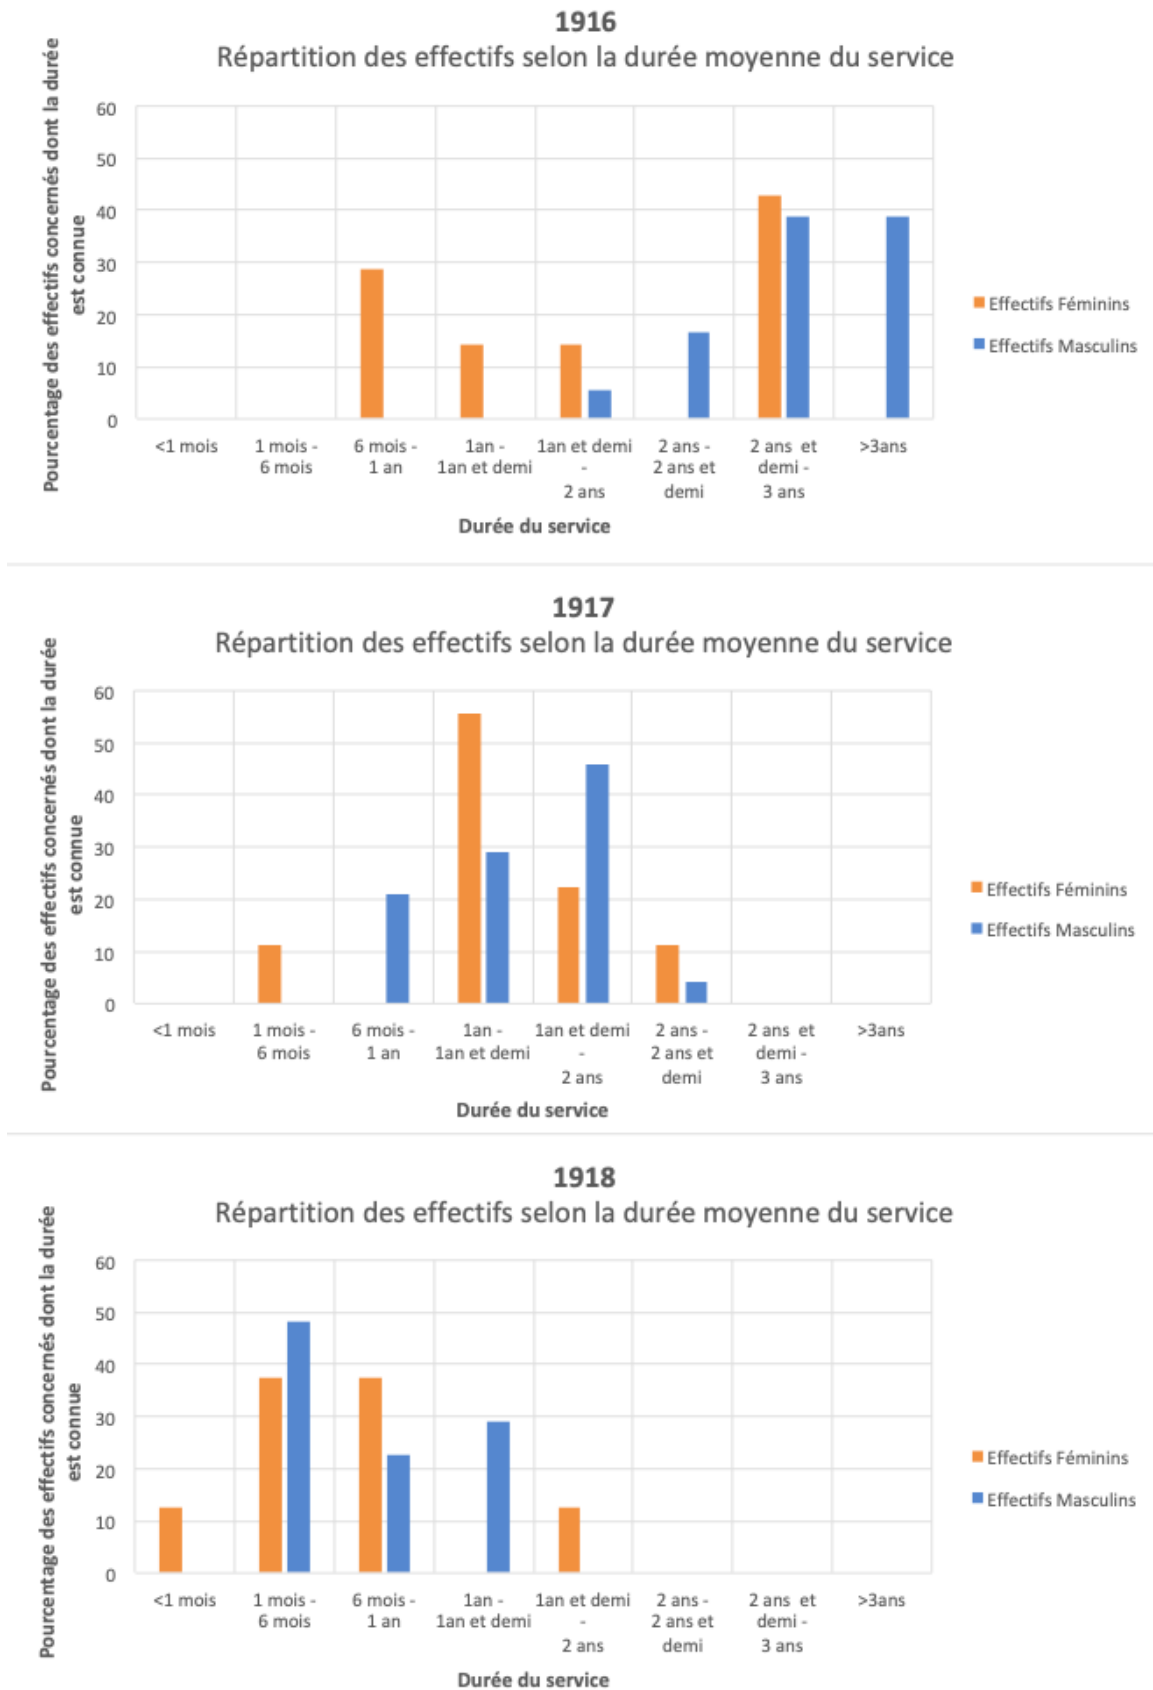 1916
Répartition des effectifs selon la durée moyenne du service
Pourcentage des effectifs concernés dont la durée
est connue
60
50
40
30
20
10
0
<1 mois
1 mois -
6 mois
6 mois -
1 an
1an -
1an et demi
1an et demi
-
2 ans
2 ans -
2 ans et
demi
2 ans et
demi -
3 ans
>3ans
Durée du service
Effectifs Féminins
Effectifs Masculins
1917
Répartition des effectifs selon la durée moyenne du service
Pourcentage des effectifs concernés dont la durée
est connue
60
50
40
30
20
10
0
<1 mois
1 mois -
6 mois
6 mois -
1 an
1an -
1an et demi
1an et demi
-
2 ans
2 ans -
2 ans et
demi
2 ans et
demi -
3 ans
>3ans
Durée du service
Effectifs Féminins
Effectifs Masculins
1918
Répartition des effectifs selon la durée moyenne du service
Pourcentage des effectifs concernés dont la durée
est connue
60
50
40
30
20
10
0
<1 mois
1 mois -
6 mois
6 mois -
1 an
1an -
1an et demi
1an et demi
-
2 ans
2 ans -
2 ans et
demi
2 ans et
demi -
3 ans
>3ans
Durée du service
Effectifs Féminins
Effectifs Masculins